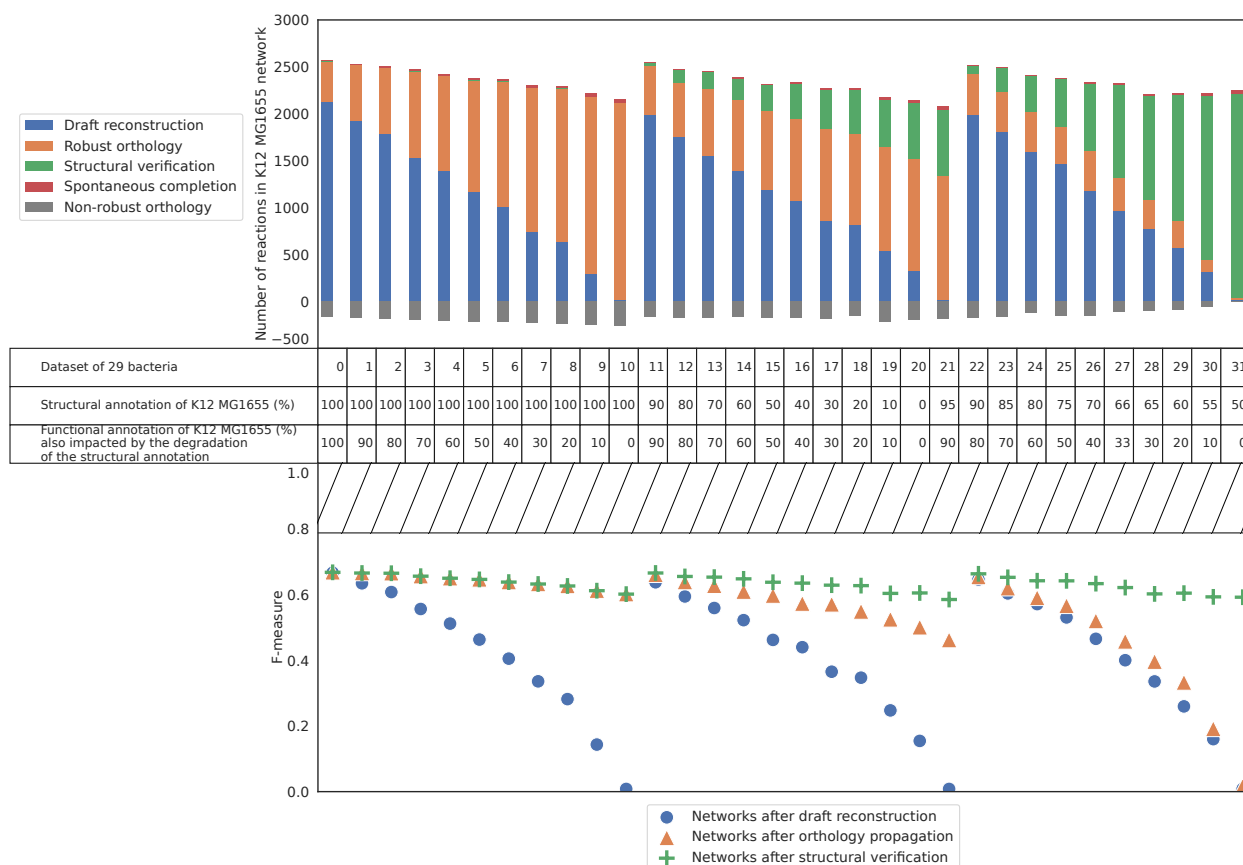 3000
2500
2000
1500
1000
500
0
−500
Number of reactions in K12 MG1655 network
Draft reconstruction
Robust orthology
Structural verification
Spontaneous completion
Non-robust orthology
Dataset of 29 bacteria 0 1 2 3 4 5 6 7 8 9 10 11 12 13 14 15 16 17 18 19 20 21 22 23 24 25 26 27 28 29 30 31
Structural annotation of K12 MG1655 (%) 100 100 100 100 100 100 100 100 100 100 100 90 80 70 60 50 40 30 20 10 0 95 90 85 80 75 70 66 65 60 55 50
Functional annotation of K12 MG1655 (%)
also impacted by the degradation
of the structural annotation
100 90 80 70 60 50 40 30 20 10 0 90 80 70 60 50 40 30 20 10 0 90 80 70 60 50 40 33 30 20 10 0
1.0
0.8
0.6
0.4
0.2
0.0
F-measure
Networks after draft reconstruction
Networks after orthology propagation
Networks after structural verification